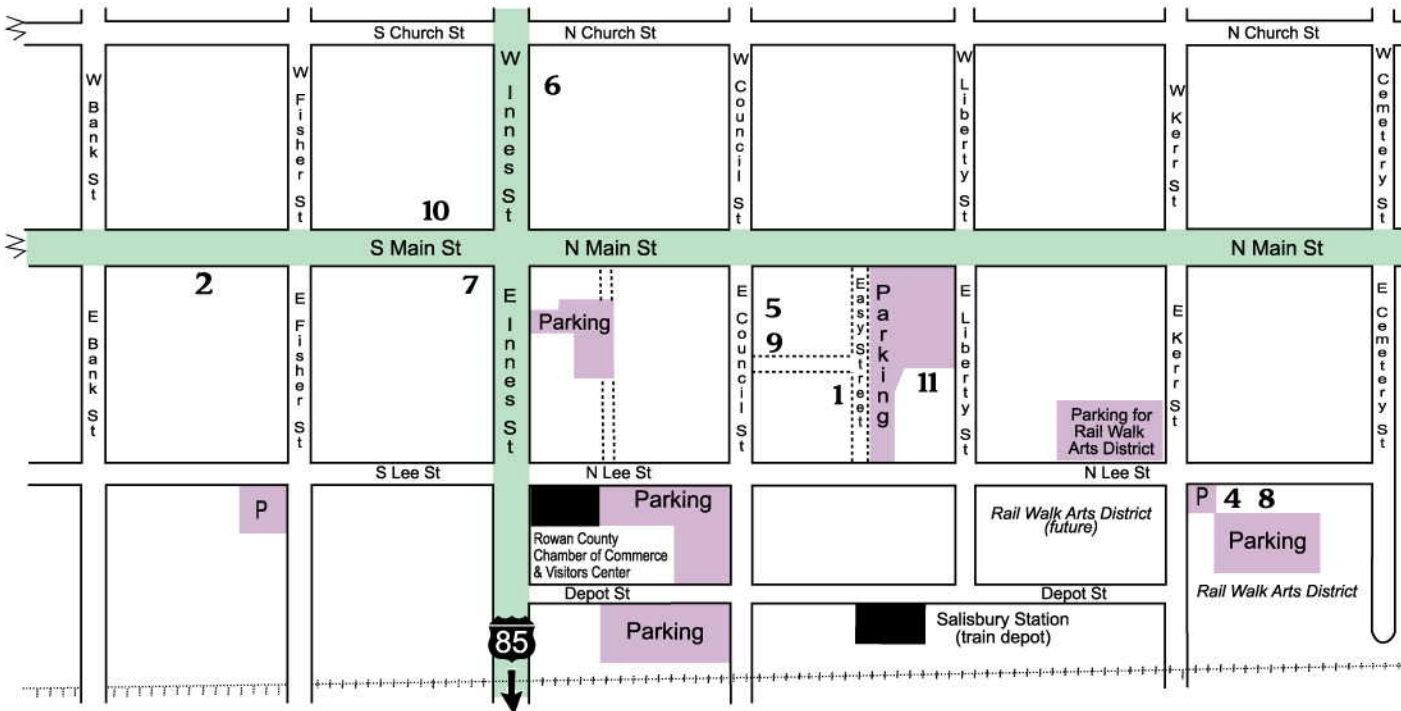 S Church St
N Church St
N Church St
W Bank St
W Fisher St
W Innes St
6
W Council St
W Liberty St
W Kerr St
W Cemetery St
10
S Main St
N Main St
N Main St
2
7
E Bank St
E Fisher St
E Innes St
Parking
E Council St
5
9
1
Easy Street
Parking
11
E Liberty St
Parking for
Rail Walk
Arts District
E Kerr St
E Cemetery St
S Lee St
N Lee St
N Lee St
P
Parking
Rowan County
Chamber of Commerce
& Visitors Center
Rail Walk Arts District
(future)
P
4 8
Parking
Rail Walk Arts District
Depot St
Depot St
85
Parking
Salisbury Station
(train depot)